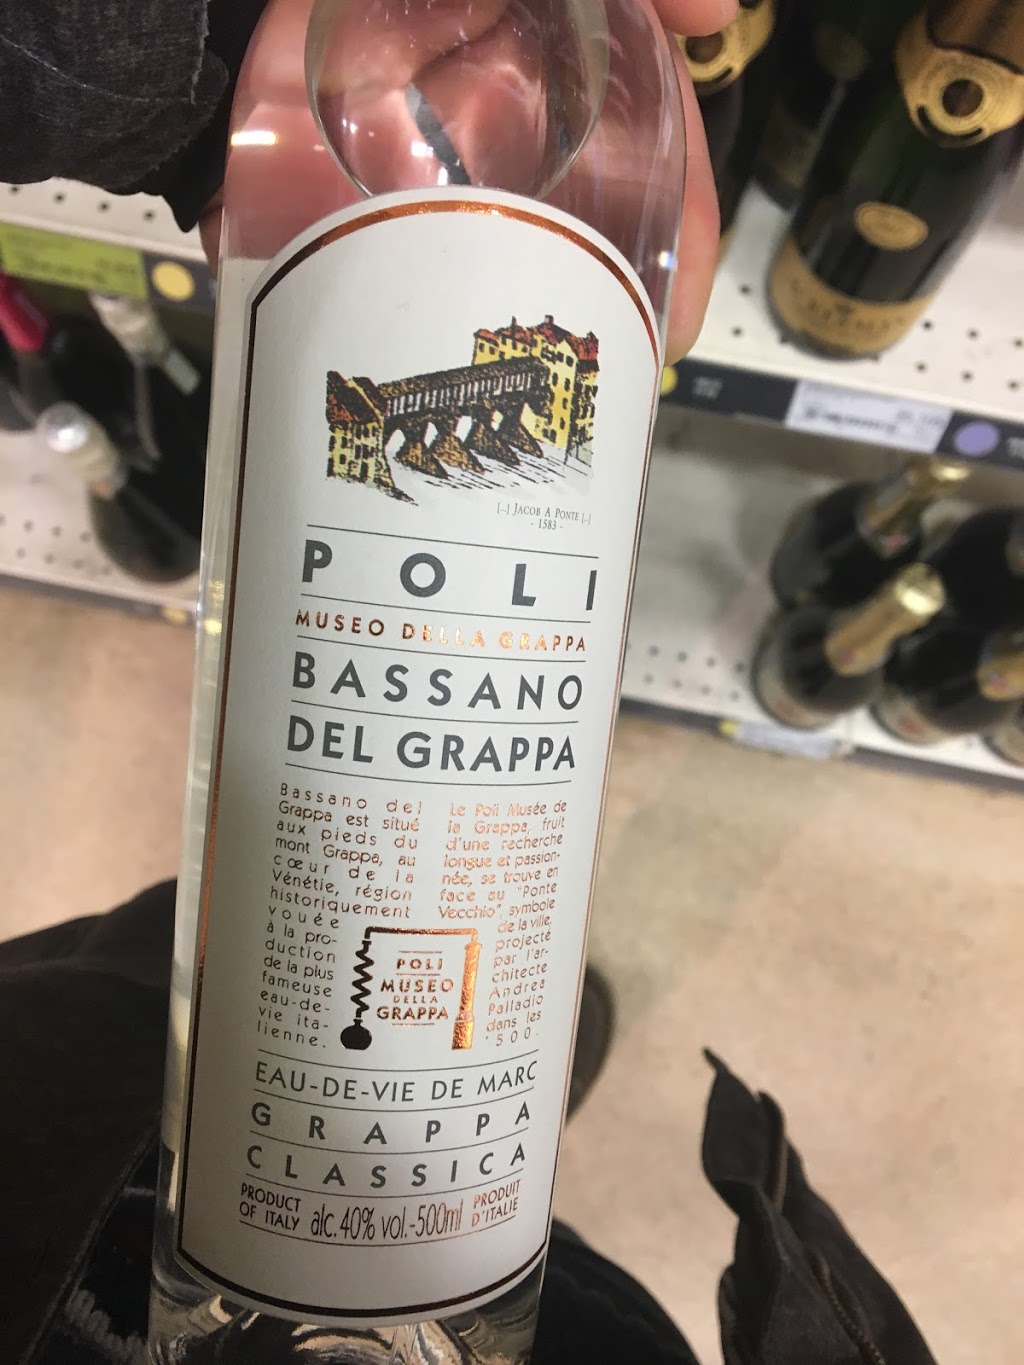 [...] JACOB A PONTE [...]
- 1583 -
POLI
MUSEO DELLA GRAPPA
BASSANO
DEL GRAPPA
Bassano del
Grappa est situé
aux pieds du
mont Grappa, au
cœur de la
Vénétie, région
historiquement
vouée
à la pro-
duction
de la plus
fameuse
eau-de-
vie ita-
lienne.
Le Poli Musée de
la Grappa, fruit
d'une recherche
longue et passion-
née, se trouve en
face au "Ponte
Vecchio", symbole
de la ville,
projecté
par l'ar-
chitecte
Andrea
Palladio
dans les
'500.
POLI
MUSEO
DELLA
GRAPPA
EAU-DE-VIE DE MARC
GRAPPA
CLASSICA
PRODUCT
OF ITALY
alc. 40% vol.-500ml
PRODUIT
D'ITALIE